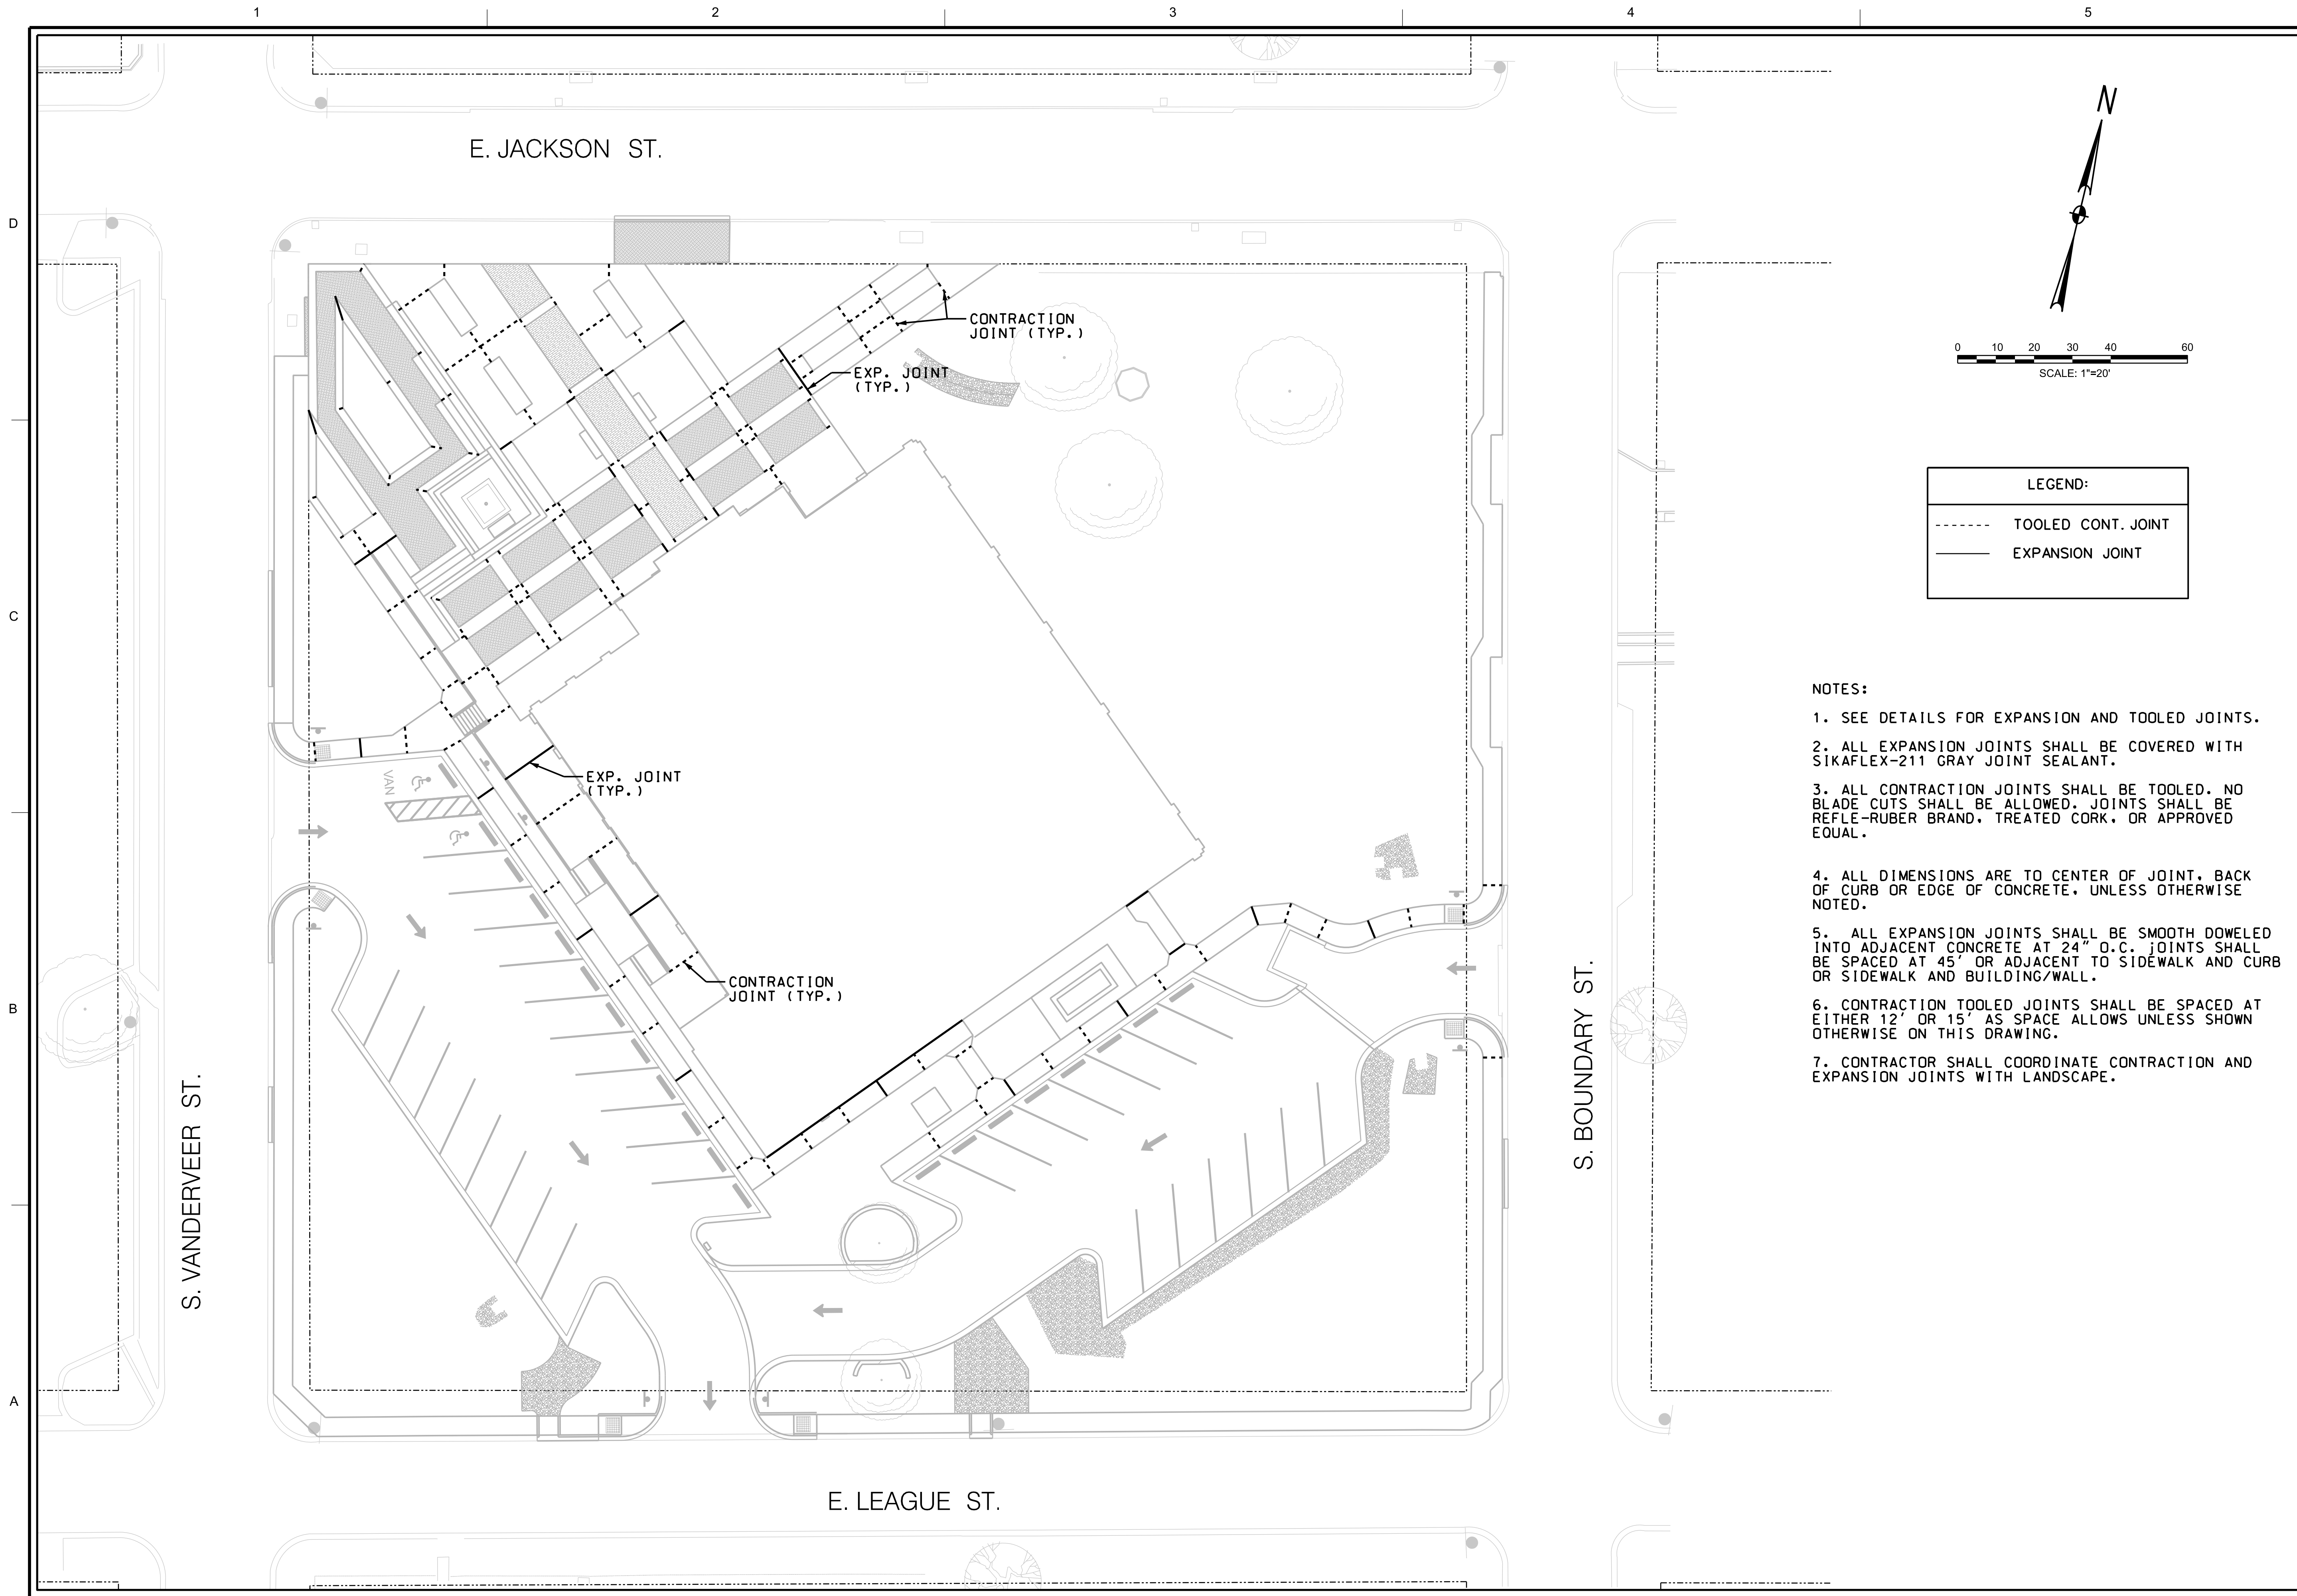 1 2 3 4 5
E. JACKSON ST.
N
D
0 10 20 30 40 60
SCALE: 1"=20'
CONTRACTION
JOINT (TYP.)
EXP. JOINT
(TYP.)
LEGEND:
TOOLED CONT. JOINT
EXPANSION JOINT
C
NOTES:
1. SEE DETAILS FOR EXPANSION AND TOOLED JOINTS.
2. ALL EXPANSION JOINTS SHALL BE COVERED WITH
SIKAFLEX-211 GRAY JOINT SEALANT.
3. ALL CONTRACTION JOINTS SHALL BE TOOLED. NO
BLADE CUTS SHALL BE ALLOWED. JOINTS SHALL BE
REFLE-RUBER BRAND, TREATED CORK, OR APPROVED
EQUAL.
4. ALL DIMENSIONS ARE TO CENTER OF JOINT, BACK
OF CURB OR EDGE OF CONCRETE, UNLESS OTHERWISE
NOTED.
5. ALL EXPANSION JOINTS SHALL BE SMOOTH DOWELED
INTO ADJACENT CONCRETE AT 24" O.C. jOINTS SHALL
BE SPACED AT 45' OR ADJACENT TO SIDEWALK AND CURB
OR SIDEWALK AND BUILDING/WALL.
6. CONTRACTION TOOLED JOINTS SHALL BE SPACED AT
EITHER 12' OR 15' AS SPACE ALLOWS UNLESS SHOWN
OTHERWISE ON THIS DRAWING.
7. CONTRACTOR SHALL COORDINATE CONTRACTION AND
EXPANSION JOINTS WITH LANDSCAPE.
EXP. JOINT
(TYP.)
VAN
CONTRACTION
JOINT (TYP.)
B
S. VANDERVEER ST.
S. BOUNDARY ST.
A
E. LEAGUE ST.